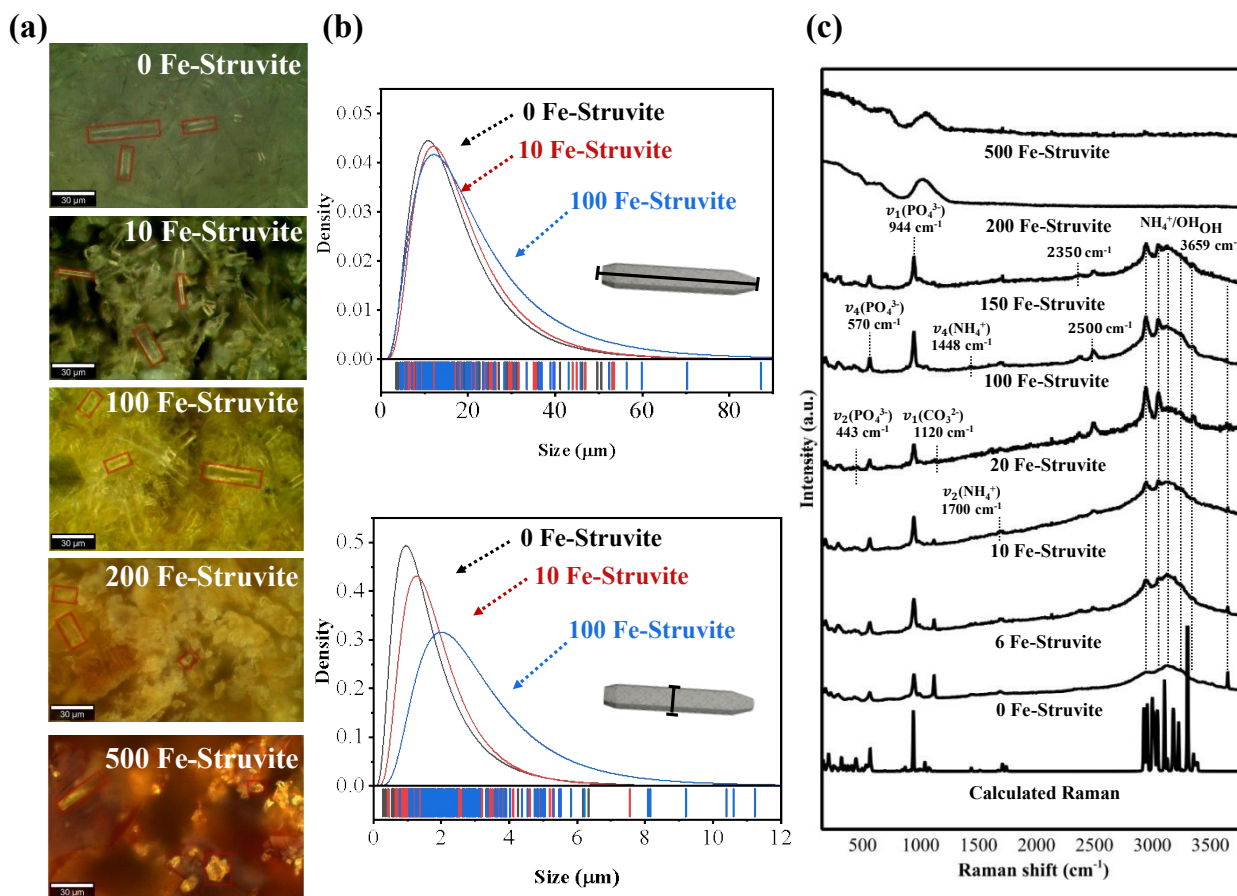 (a)
0 Fe-Struvite
30 µm
10 Fe-Struvite
30 µm
100 Fe-Struvite
30 µm
200 Fe-Struvite
30 µm
500 Fe-Struvite
30 µm
(b)
0.05
0.04
0.03
0.02
0.01
0.00
Density
0 Fe-Struvite
10 Fe-Struvite
100 Fe-Struvite
0 20 40 60 80
Size (µm)
0.5
0.4
0.3
0.2
0.1
0.0
Density
0 Fe-Struvite
10 Fe-Struvite
100 Fe-Struvite
0 2 4 6 8 10 12
Size (µm)
(c)
Intensity (a.u.)
500 Fe-Struvite
200 Fe-Struvite
ν₁(PO₄³⁻)
944 cm⁻¹
2350 cm⁻¹
NH₄⁺/OH
OH
3659 cm⁻
150 Fe-Struvite
ν₄(PO₄³⁻)
570 cm⁻¹
ν₄(NH₄⁺)
1448 cm⁻¹
2500 cm⁻¹
100 Fe-Struvite
ν₂(PO₄³⁻)
443 cm⁻¹
ν₁(CO₃²⁻)
1120 cm⁻¹
20 Fe-Struvite
ν₂(NH₄⁺)
1700 cm⁻¹
10 Fe-Struvite
6 Fe-Struvite
0 Fe-Struvite
Calculated Raman
500 1000 1500 2000 2500 3000 3500
Raman shift (cm⁻¹)